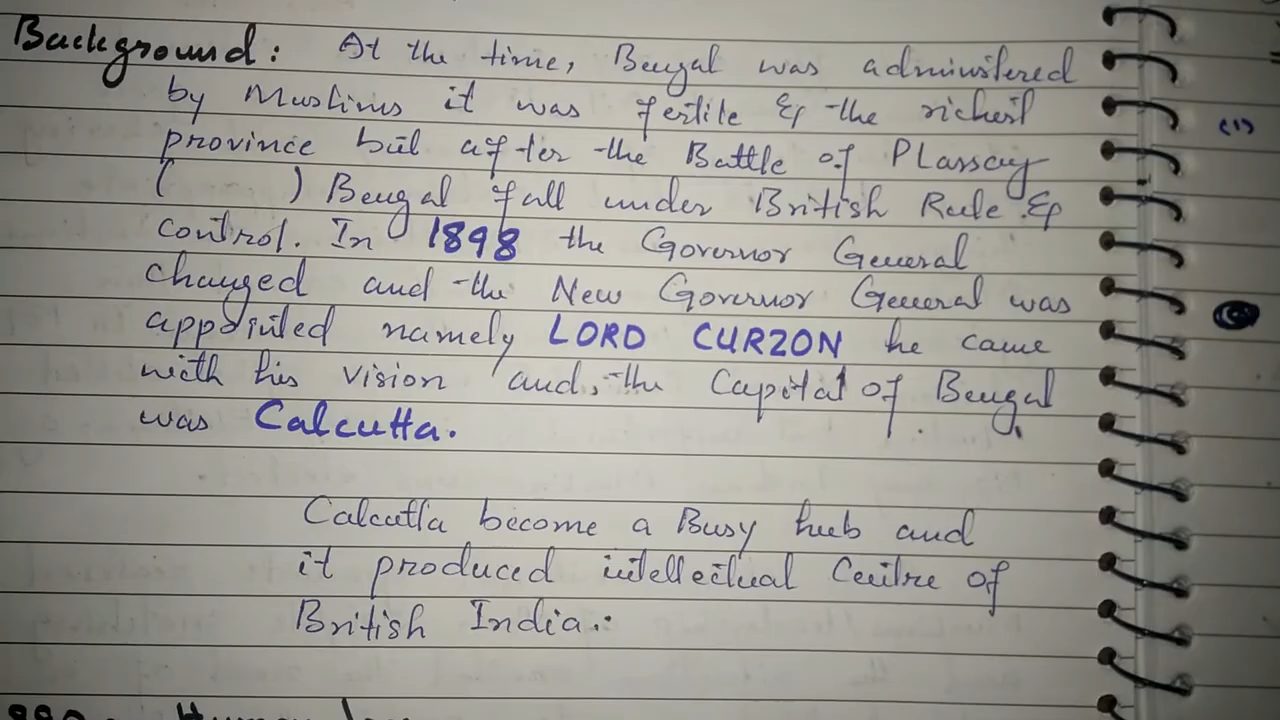 Background: At the time, Bengal was administered
by Muslims it was fertile & the richest
province but after the Battle of PLassay
(          ) Bengal fall under British Rule &
control. In 1898 the Governor General
changed and the New Governor General was
appointed namely LORD CURZON he came
with his vision and, the Capital of Bengal
was Calcutta.
Calcutta become a Busy hub and
it produced intellectual Centre of
British India.
(1)